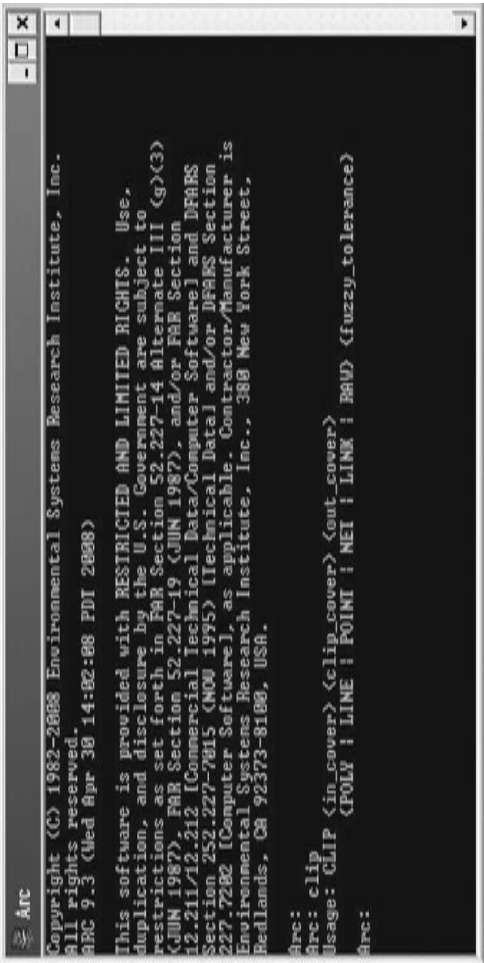 Arc
Copyright (C) 1982-2008 Environmental Systems Research Institute, Inc.
All rights reserved.
ARC 9.3 (Wed Apr 30 14:02:08 PDT 2008)
This software is provided with RESTRICTED AND LIMITED RIGHTS. Use,
duplication, and disclosure by the U.S. Government are subject to
restrictions as set forth in FAR Section 52.227-14 Alternate III (g)(3)
(JUN 1987), FAR Section 52.227-19 (JUN 1987), and/or FAR Section
12.211/12.212 [Commercial Technical Data/Computer Software] and DFARS
Section 252.227-7015 (NOV 1995) [Technical Data] and/or DFARS Section
227.7202 [Computer Software], as applicable. Contractor/Manufacturer is
Environmental Systems Research Institute, Inc., 380 New York Street,
Redlands, CA 92373-8100, USA.
Arc:
Arc: clip
Usage: CLIP <in_cover> <clip_cover> <out_cover>
{POLY | LINE | POINT | NET | LINK | RAW} {fuzzy_tolerance}
Arc: